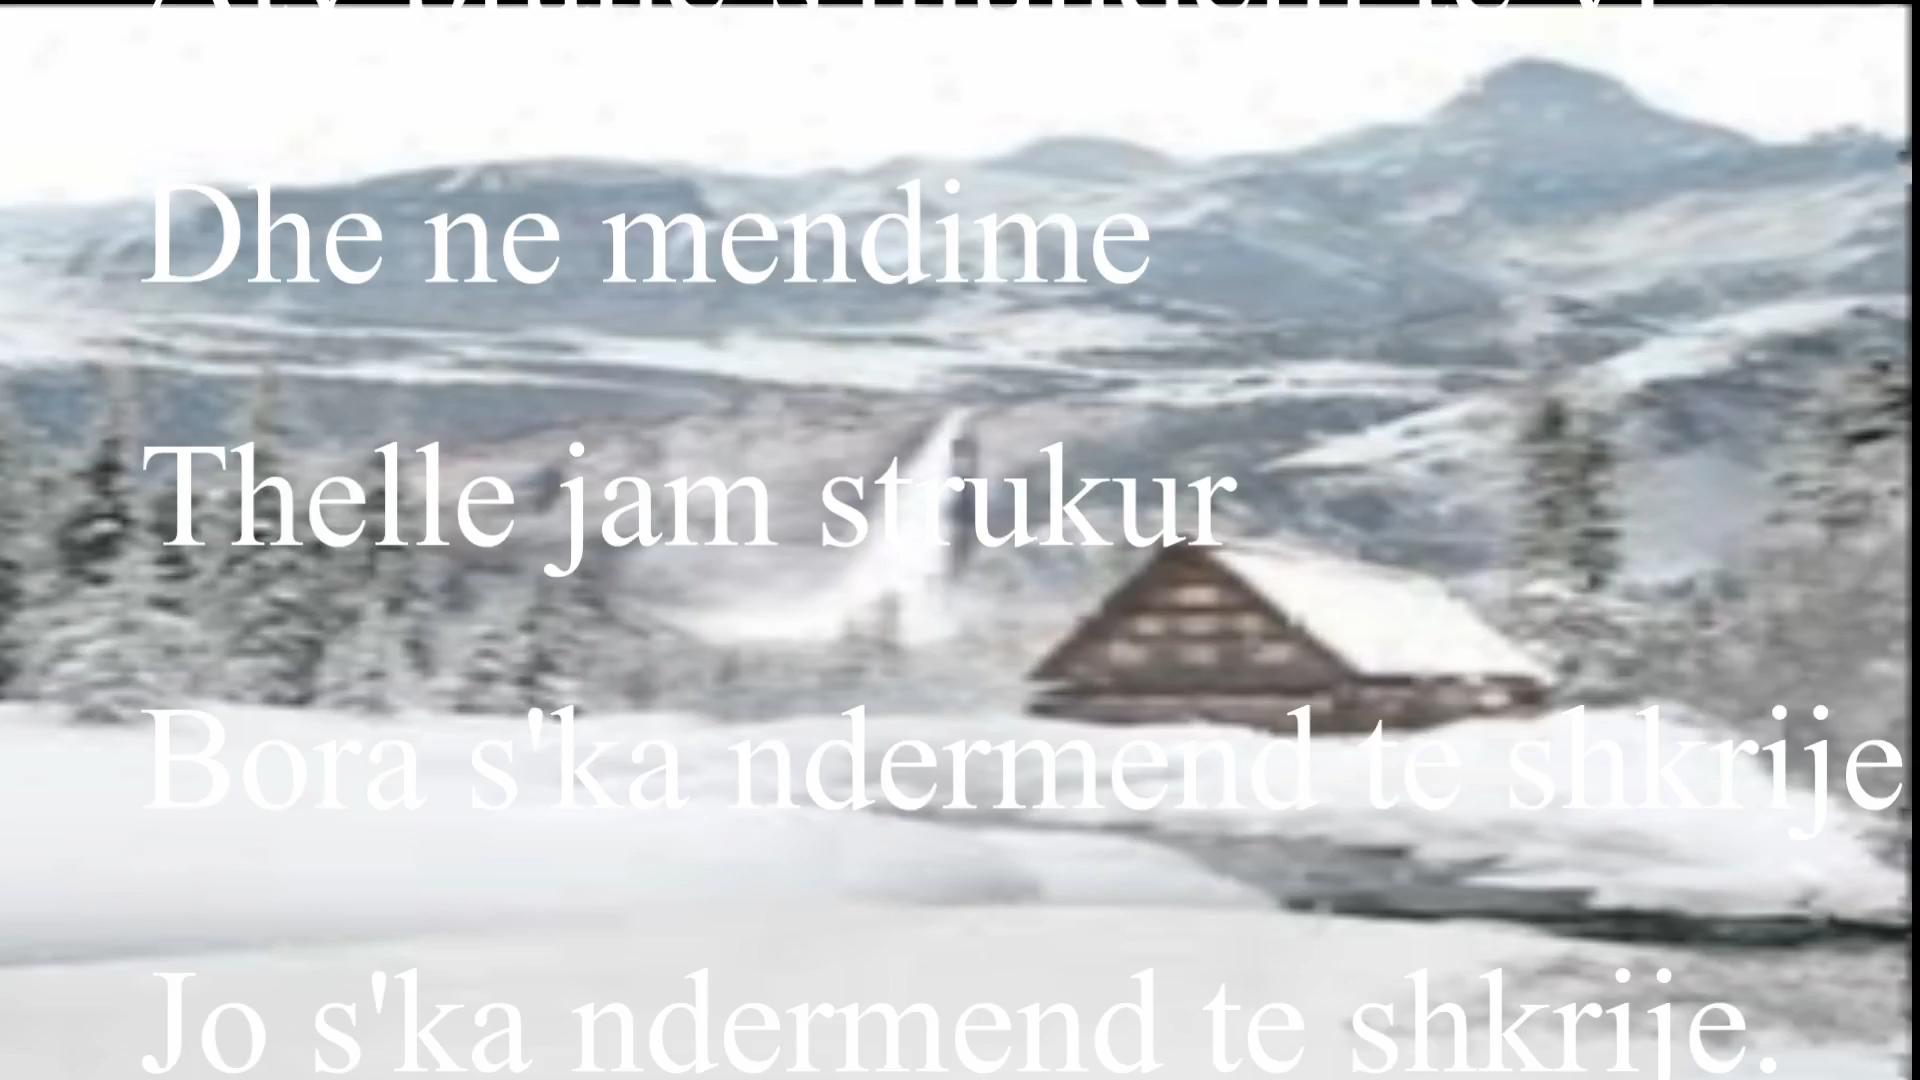 Dhe ne mendime
Thelle jam strukur
Bora s'ka ndermend te shkrije
Jo s'ka ndermend te shkrije.